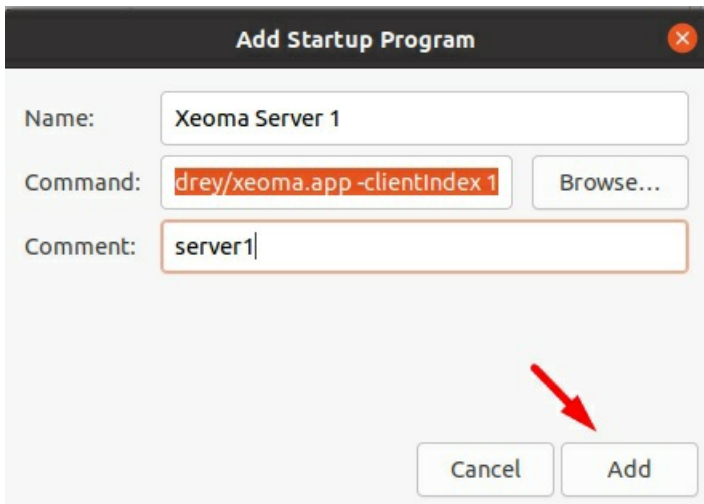 Add Startup Program
Name: Xeoma Server 1
Command: drey/xeoma.app -clientIndex 1 Browse...
Comment: server1
Cancel Add